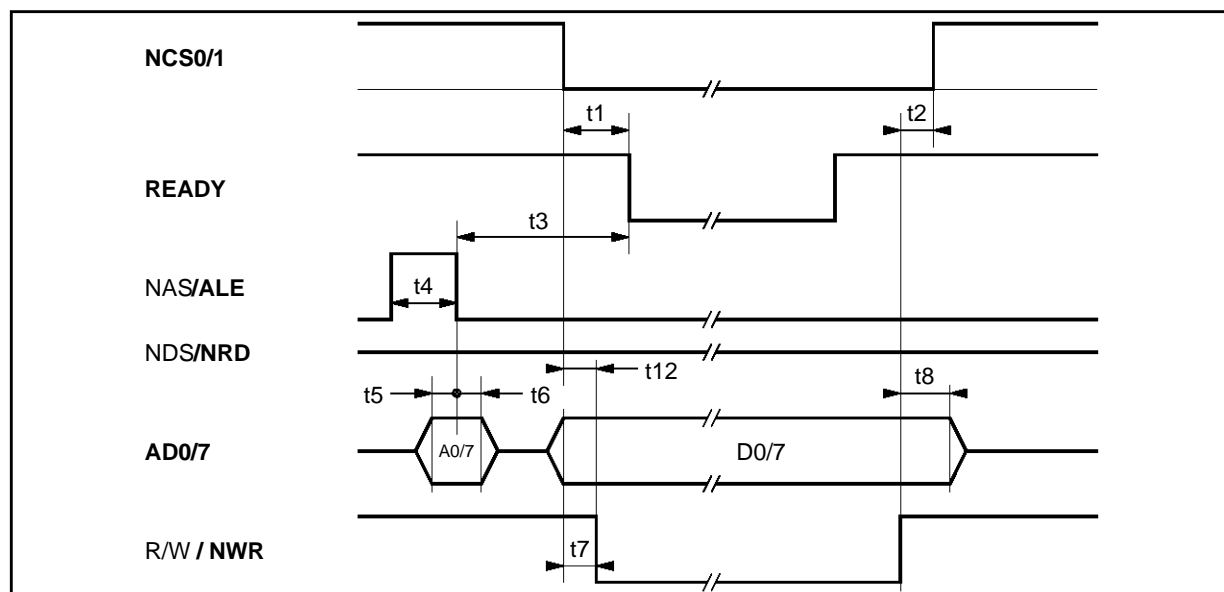 NCS0/1
t1
t2
READY
t3
NAS/ALE
t4
NDS/NRD
t12
t5
t6
t8
AD0/7
A0/7
D0/7
R/W / NWR
t7